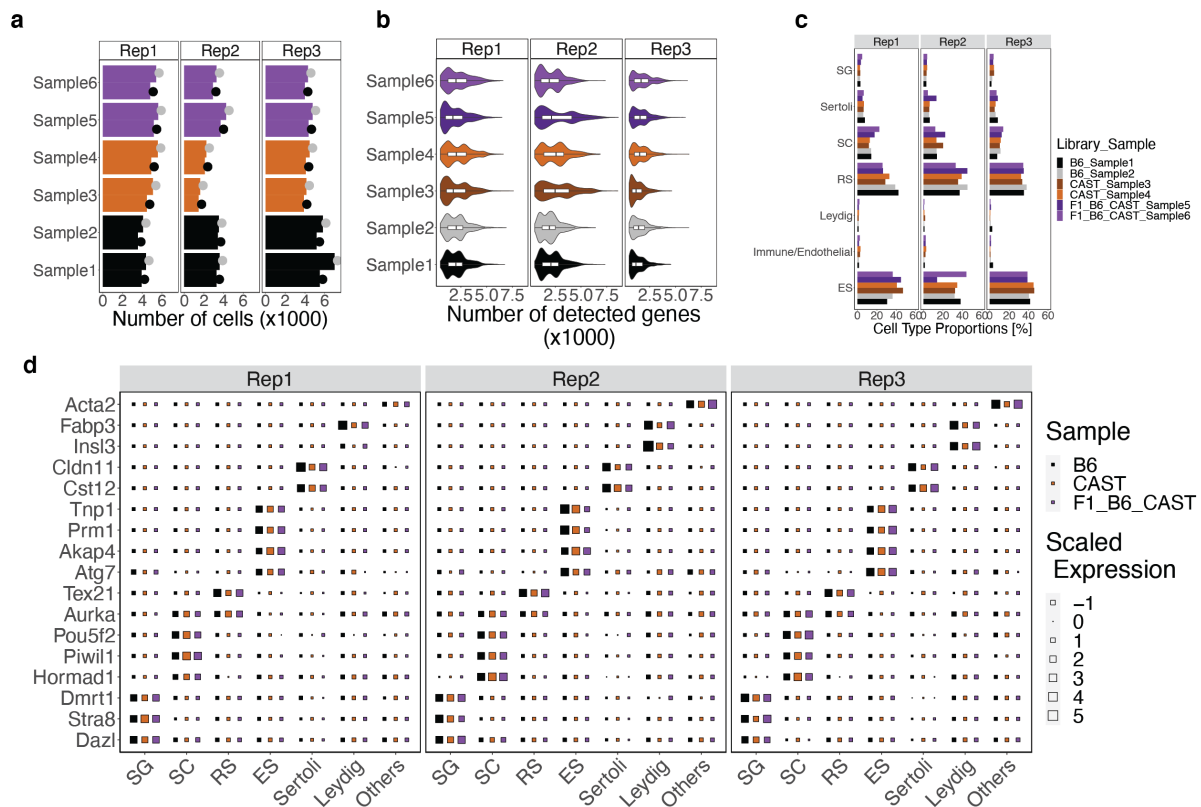 a
Rep1 Rep2 Rep3
Sample6
Sample5
Sample4
Sample3
Sample2
Sample1
0 2 4 6 0 2 4 6 0 2 4 6
Number of cells (x1000)
b
Rep1 Rep2 Rep3
Sample6
Sample5
Sample4
Sample3
Sample2
Sample1
2.55.07.5 2.55.07.5 2.55.07.5
Number of detected genes
(x1000)
c
Rep1 Rep2 Rep3
SG
Sertoli
SC
RS
Leydig
Immune/Endothelial
ES
0 20 40 60 0 20 40 60 0 20 40 60
Cell Type Proportions [%]
Library_Sample
B6_Sample1
B6_Sample2
CAST_Sample3
CAST_Sample4
F1_B6_CAST_Sample5
F1_B6_CAST_Sample6
d
Rep1 Rep2 Rep3
Acta2
Fabp3
Insl3
Cldn11
Cst12
Tnp1
Prm1
Akap4
Atg7
Tex21
Aurka
Pou5f2
Piwil1
Hormad1
Dmrt1
Stra8
Dazl
SG SC RS ES Sertoli Leydig Others SG SC RS ES Sertoli Leydig Others SG SC RS ES Sertoli Leydig Others
Sample
B6
CAST
F1_B6_CAST
Scaled
Expression
−1
0
1
2
3
4
5